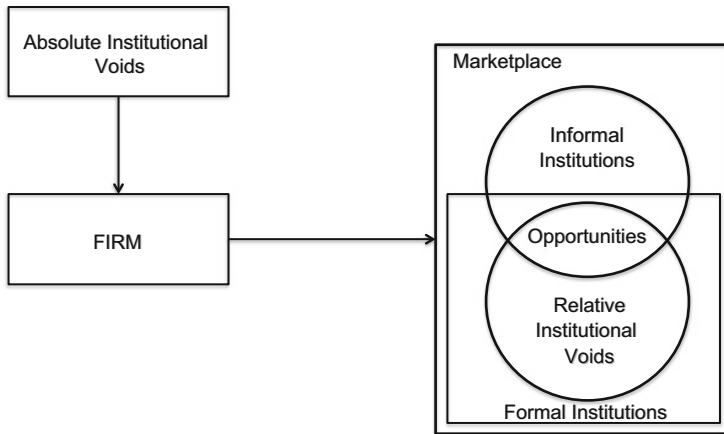 Absolute Institutional
Voids
FIRM
Marketplace
Informal
Institutions
Opportunities
Relative
Institutional
Voids
Formal Institutions